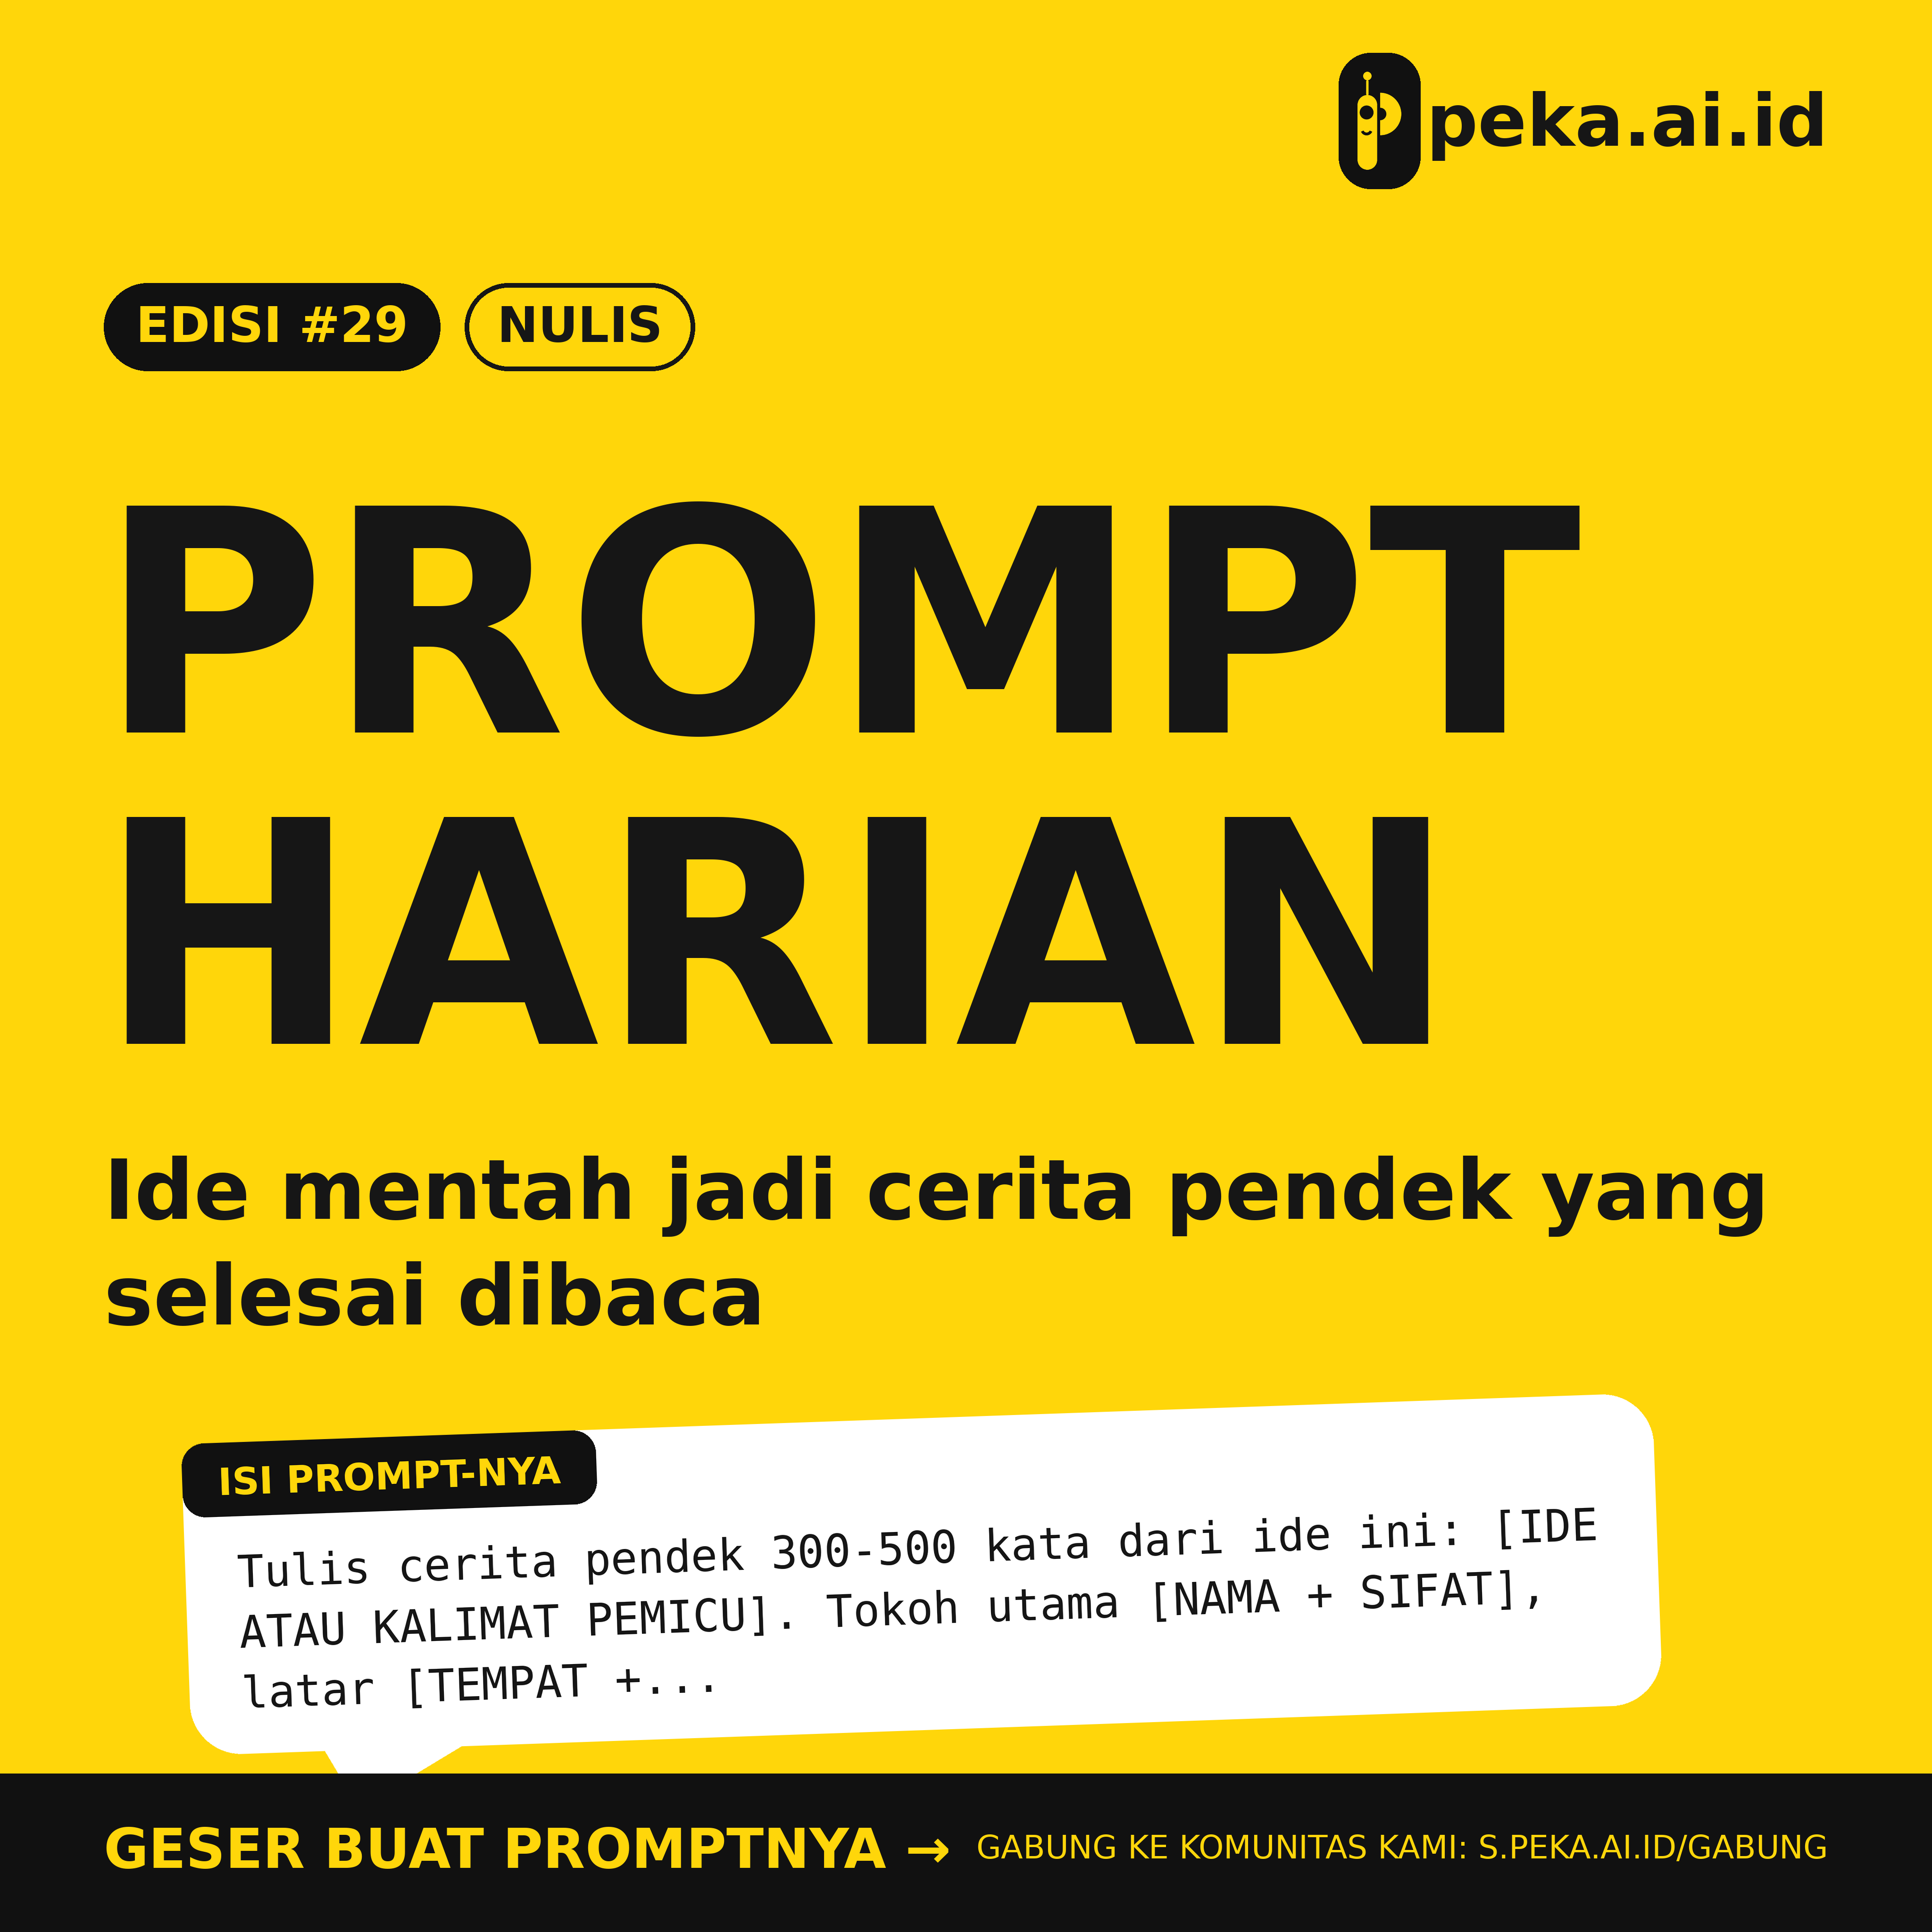 peka.ai.id
EDISI #29
NULIS
PROMPT
HARIAN
Ide mentah jadi cerita pendek yang
selesai dibaca
ISI PROMPT-NYA
Tulis cerita pendek 300-500 kata dari ide ini: [IDE
ATAU KALIMAT PEMICU]. Tokoh utama [NAMA + SIFAT],
latar [TEMPAT +...
GESER BUAT PROMPTNYA →
GABUNG KE KOMUNITAS KAMI: S.PEKA.AI.ID/GABUNG